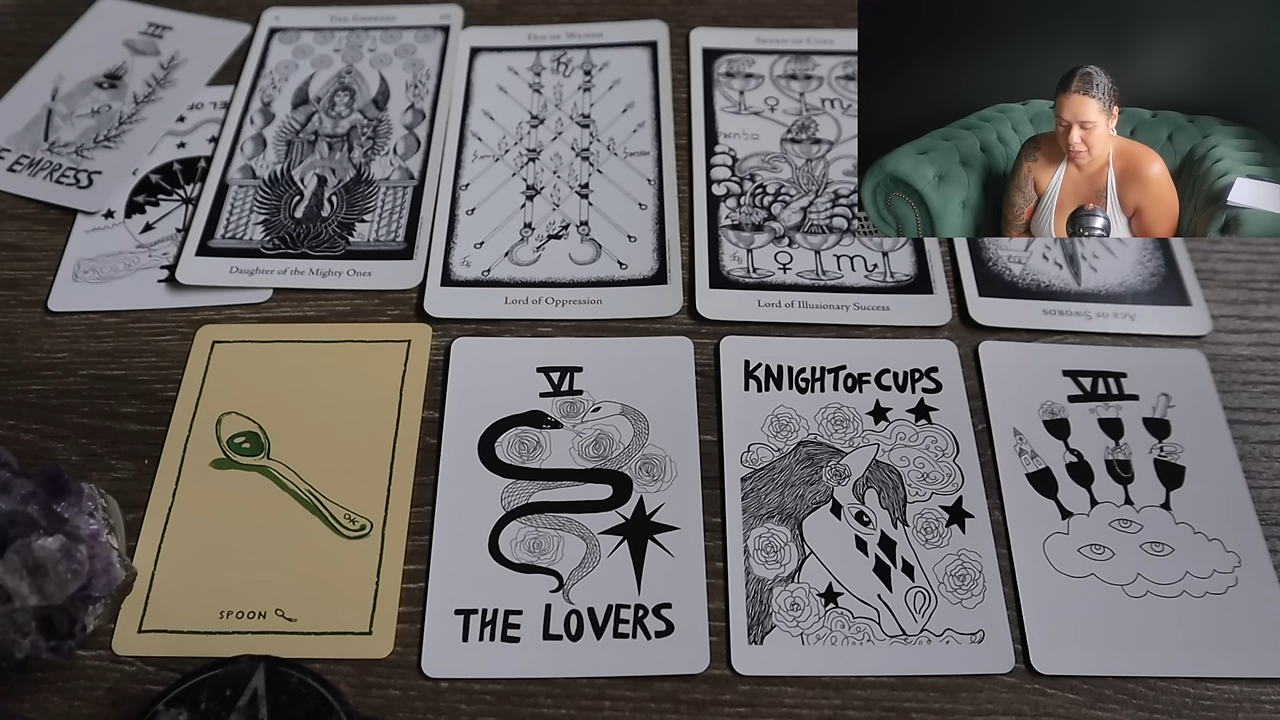 III
THE EMPRESS
THE EMPRESS
Daughter of the Mighty Ones
TEN OF WANDS
Lord of Oppression
SEVEN OF CUPS
Lord of Illusionary Success
ACE OF SWORDS
SPOON
OK
VI
THE LOVERS
KNIGHT OF CUPS
VII